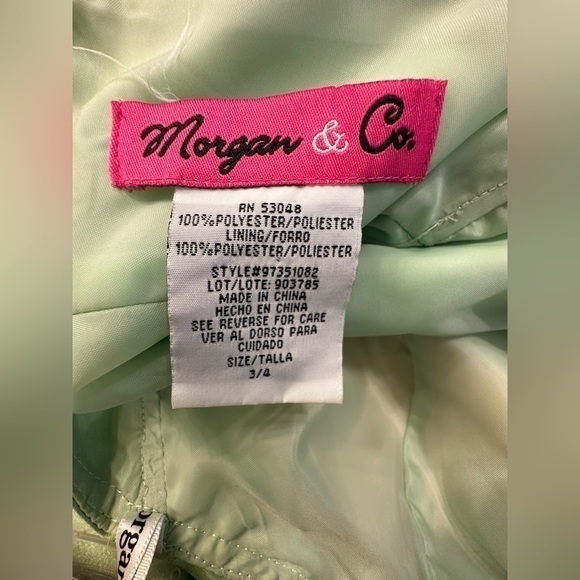 Morgan & Co.
RN 53048
100%POLYESTER/POLIESTER
LINING/FORRO
100%POLYESTER/POLIESTER
STYLE#97351082
LOT/LOTE: 903785
MADE IN CHINA
HECHO EN CHINA
SEE REVERSE FOR CARE
VER AL DORSO PARA
CUIDADO
SIZE/TALLA
3/4